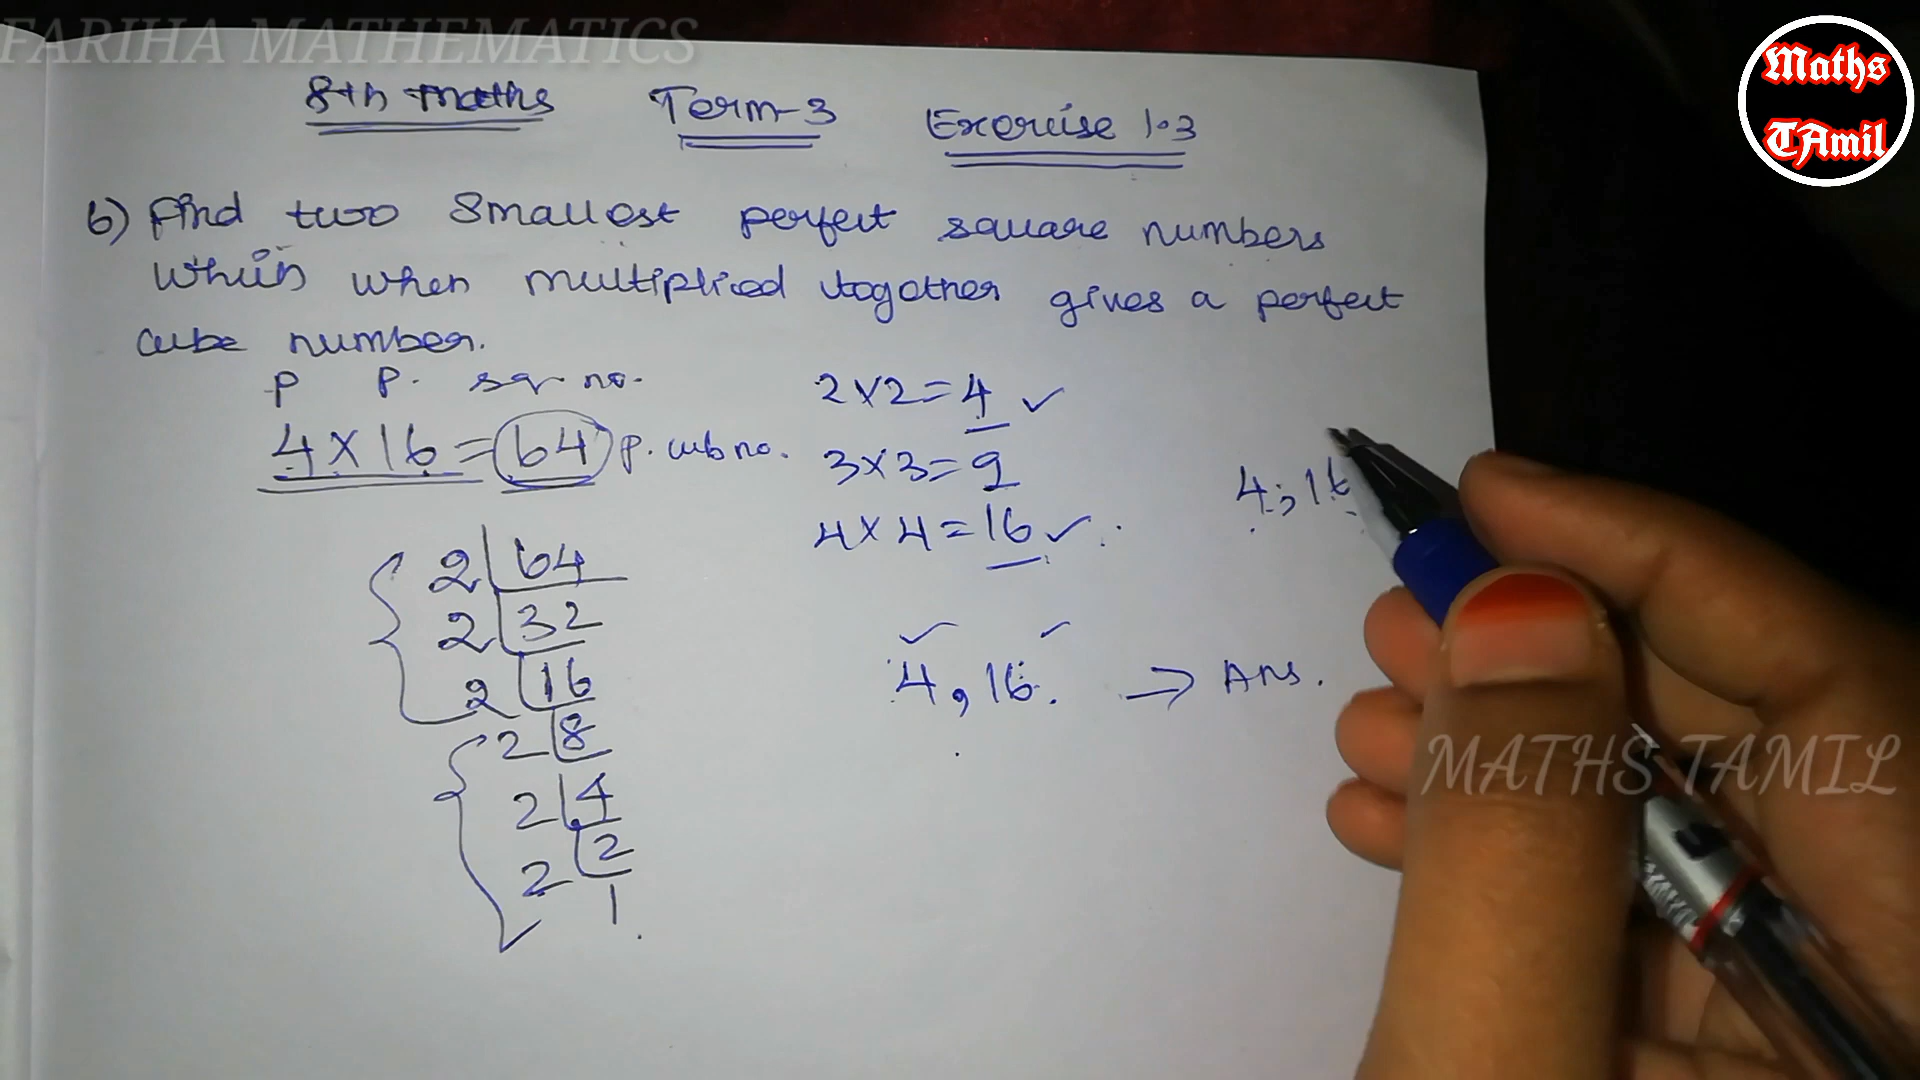 FARIHA MATHEMATICS
Maths
TAmil
8th maths Term-3 Exercise 1.3
6) Find two smallest perfect square numbers
which when multiplied together gives a perfect
cube number.
P P. sq no.
4×16=64 p. cub no.
2×2=4 ✓
3×3=9
4×4=16 ✓
4,16
2 64
2 32
2 16
2 8
2 4
2 2
1
✓ ✓
4, 16. → Ans.
MATHS TAMIL